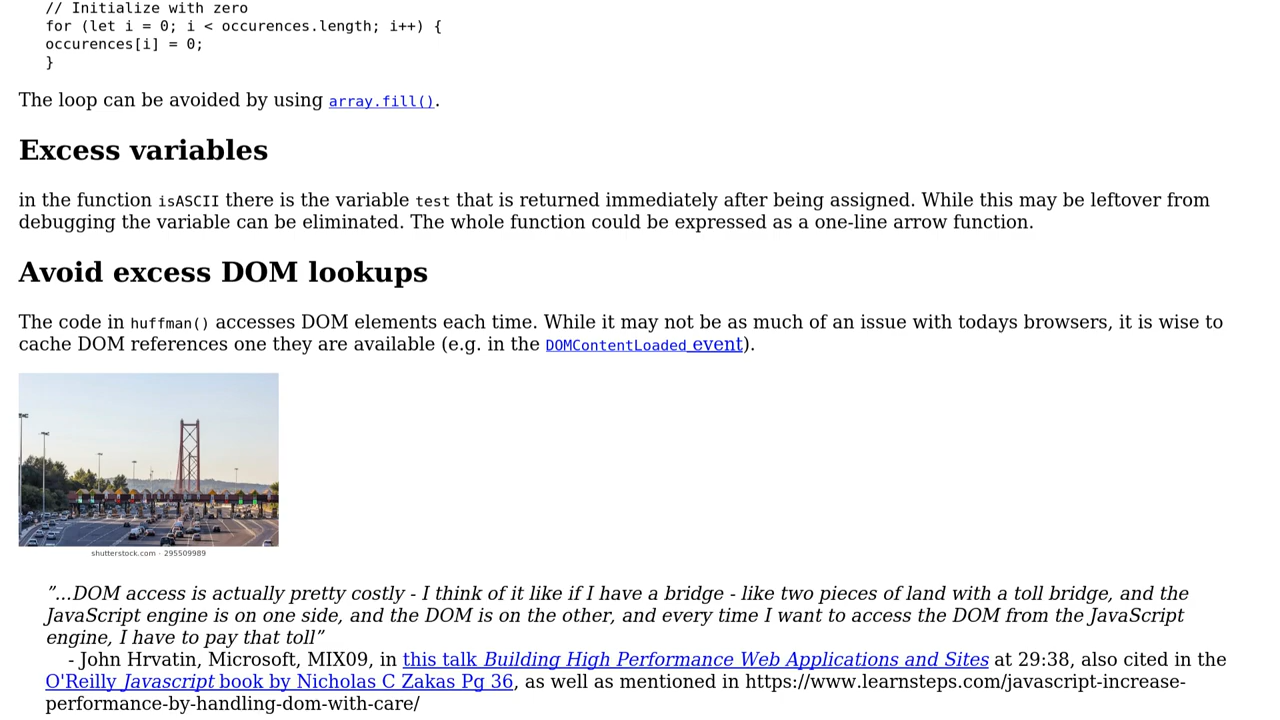 // Initialize with zero
for (let i = 0; i < occurences.length; i++) {
occurences[i] = 0;
}
The loop can be avoided by using array.fill().
Excess variables
in the function isASCII there is the variable test that is returned immediately after being assigned. While this may be leftover from
debugging the variable can be eliminated. The whole function could be expressed as a one-line arrow function.
Avoid excess DOM lookups
The code in huffman() accesses DOM elements each time. While it may not be as much of an issue with todays browsers, it is wise to
cache DOM references one they are available (e.g. in the DOMContentLoaded event).
shutterstock.com · 295509989
”...DOM access is actually pretty costly - I think of it like if I have a bridge - like two pieces of land with a toll bridge, and the
JavaScript engine is on one side, and the DOM is on the other, and every time I want to access the DOM from the JavaScript
engine, I have to pay that toll”
- John Hrvatin, Microsoft, MIX09, in this talk Building High Performance Web Applications and Sites at 29:38, also cited in the
O'Reilly Javascript book by Nicholas C Zakas Pg 36, as well as mentioned in https://www.learnsteps.com/javascript-increase-
performance-by-handling-dom-with-care/